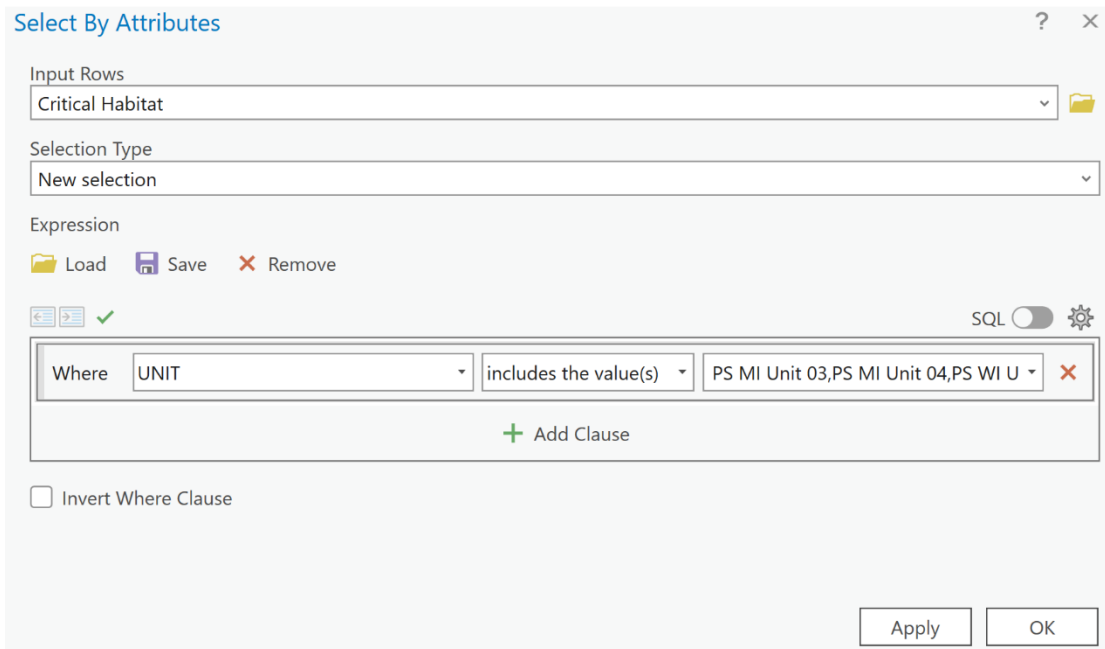 Select By Attributes ? ×
Input Rows
Critical Habitat
Selection Type
New selection
Expression
Load Save Remove
SQL
Where UNIT includes the value(s) PS MI Unit 03,PS MI Unit 04,PS WI U
Add Clause
Invert Where Clause
Apply OK